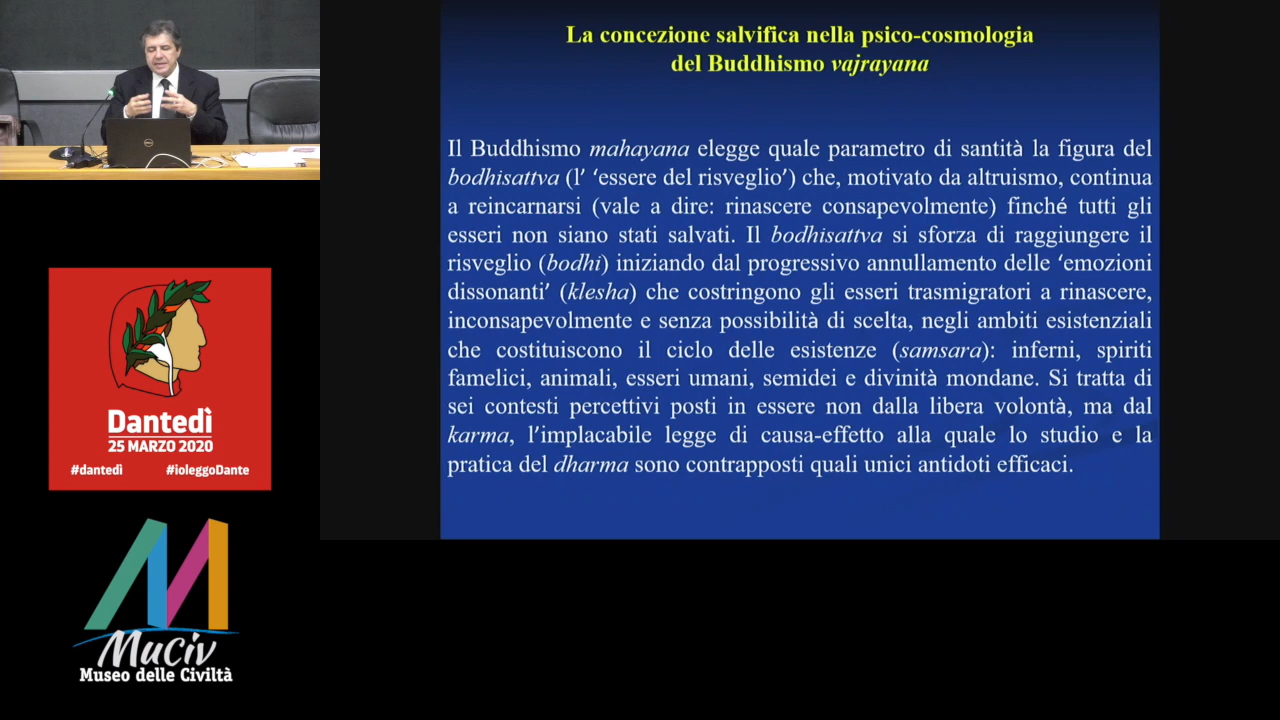 La concezione salvifica nella psico-cosmologia
del Buddhismo vajrayana
Il Buddhismo mahayana elegge quale parametro di santità la figura del
bodhisattva (l’ ‘essere del risveglio’) che, motivato da altruismo, continua
a reincarnarsi (vale a dire: rinascere consapevolmente) finché tutti gli
esseri non siano stati salvati. Il bodhisattva si sforza di raggiungere il
risveglio (bodhi) iniziando dal progressivo annullamento delle ‘emozioni
dissonanti’ (klesha) che costringono gli esseri trasmigratori a rinascere,
inconsapevolmente e senza possibilità di scelta, negli ambiti esistenziali
che costituiscono il ciclo delle esistenze (samsara): inferni, spiriti
famelici, animali, esseri umani, semidei e divinità mondane. Si tratta di
sei contesti percettivi posti in essere non dalla libera volontà, ma dal
karma, l’implacabile legge di causa-effetto alla quale lo studio e la
pratica del dharma sono contrapposti quali unici antidoti efficaci.
Dantedì
25 MARZO 2020
#dantedì #ioleggoDante
MuCiv
Museo delle Civiltà